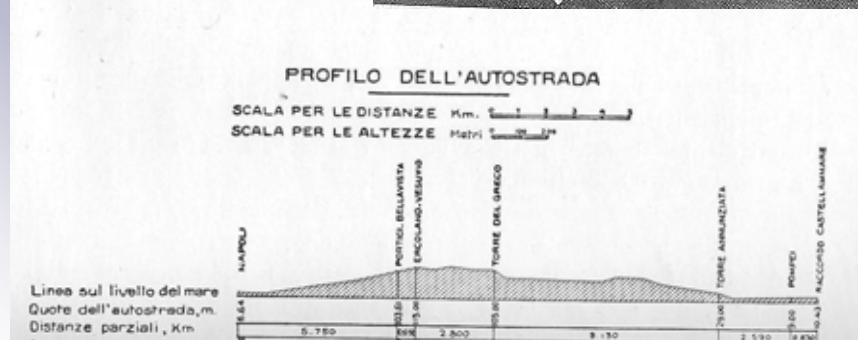 PROFILO DELL'AUTOSTRADA
SCALA PER LE DISTANZE Km.
SCALA PER LE ALTEZZE Metri
NAPOLI
PORTICI, BELLAVISTA
ERCOLANO-VESUVIO
TORRE DEL GRECO
TORRE ANNUNZIATA
POMPEI
RACCORDO CASTELLAMMARE
Linea sul livello del mare
Quote dell'autostrada, m.
Distanze parziali, Km
5.750
2.800
2.590